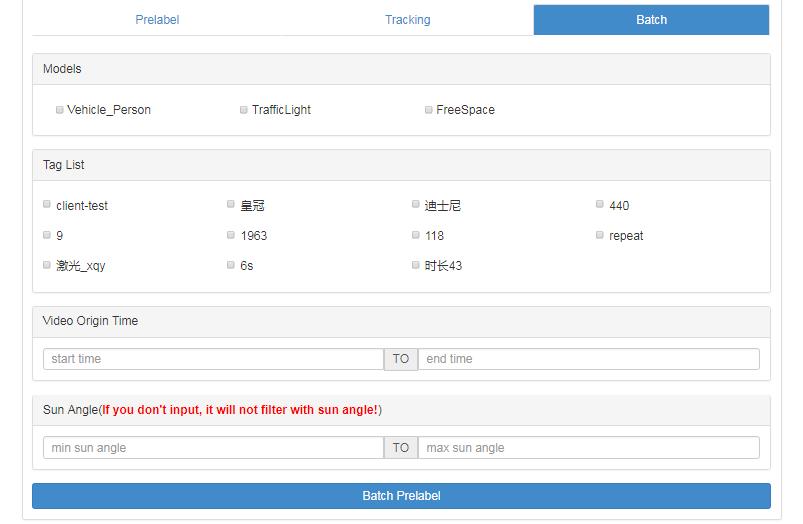 Prelabel Tracking Batch
Models
Vehicle_Person TrafficLight FreeSpace
Tag List
client-test 皇冠 迪士尼 440
9 1963 118 repeat
激光_xqy 6s 时长43
Video Origin Time
start time TO end time
Sun Angle(If you don't input, it will not filter with sun angle!)
min sun angle TO max sun angle
Batch Prelabel